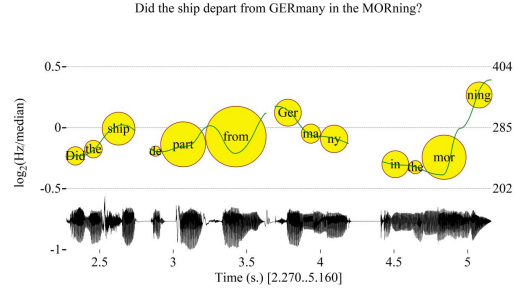 Did the ship depart from GERmany in the MORning?
0.5-
404
log2(Hz/median)
0-
285
-0.5-
202
-1-
Did the ship de part from Ger ma ny in the mor ning
2.5 3 3.5 4 4.5 5
Time (s.) [2.270..5.160]